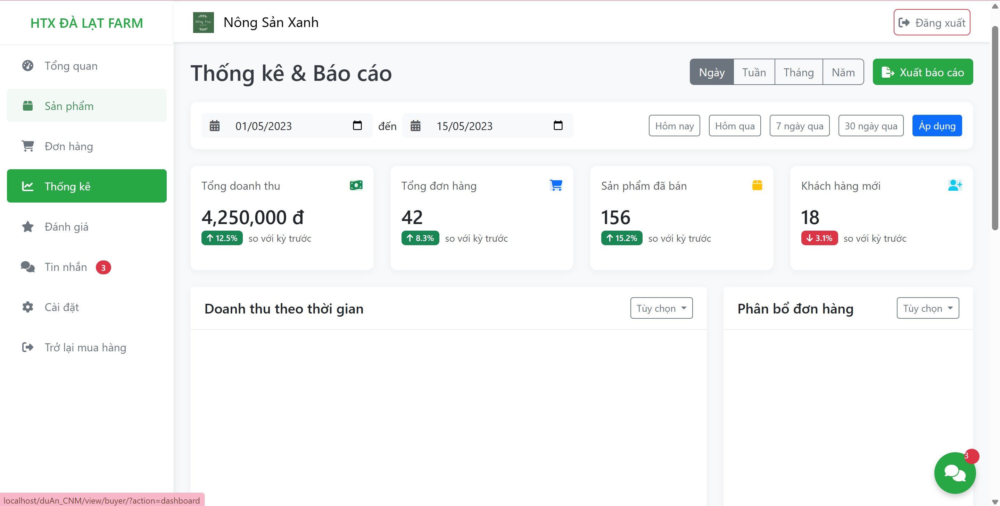 HTX ĐÀ LẠT FARM
Tổng quan
Sản phẩm
Đơn hàng
Thống kê
Đánh giá
Tin nhắn 3
Cài đặt
Trở lại mua hàng
Nông Sản Xanh
Đăng xuất
Thống kê & Báo cáo
Ngày Tuần Tháng Năm Xuất báo cáo
01/05/2023 đến 15/05/2023 Hôm nay Hôm qua 7 ngày qua 30 ngày qua Áp dụng
Tổng doanh thu
4,250,000 đ
12.5% so với kỳ trước
Tổng đơn hàng
42
8.3% so với kỳ trước
Sản phẩm đã bán
156
15.2% so với kỳ trước
Khách hàng mới
18
3.1% so với kỳ trước
Doanh thu theo thời gian Tùy chọn
Phân bổ đơn hàng Tùy chọn
3
localhost/duAn_CNM/view/buyer/?action=dashboard